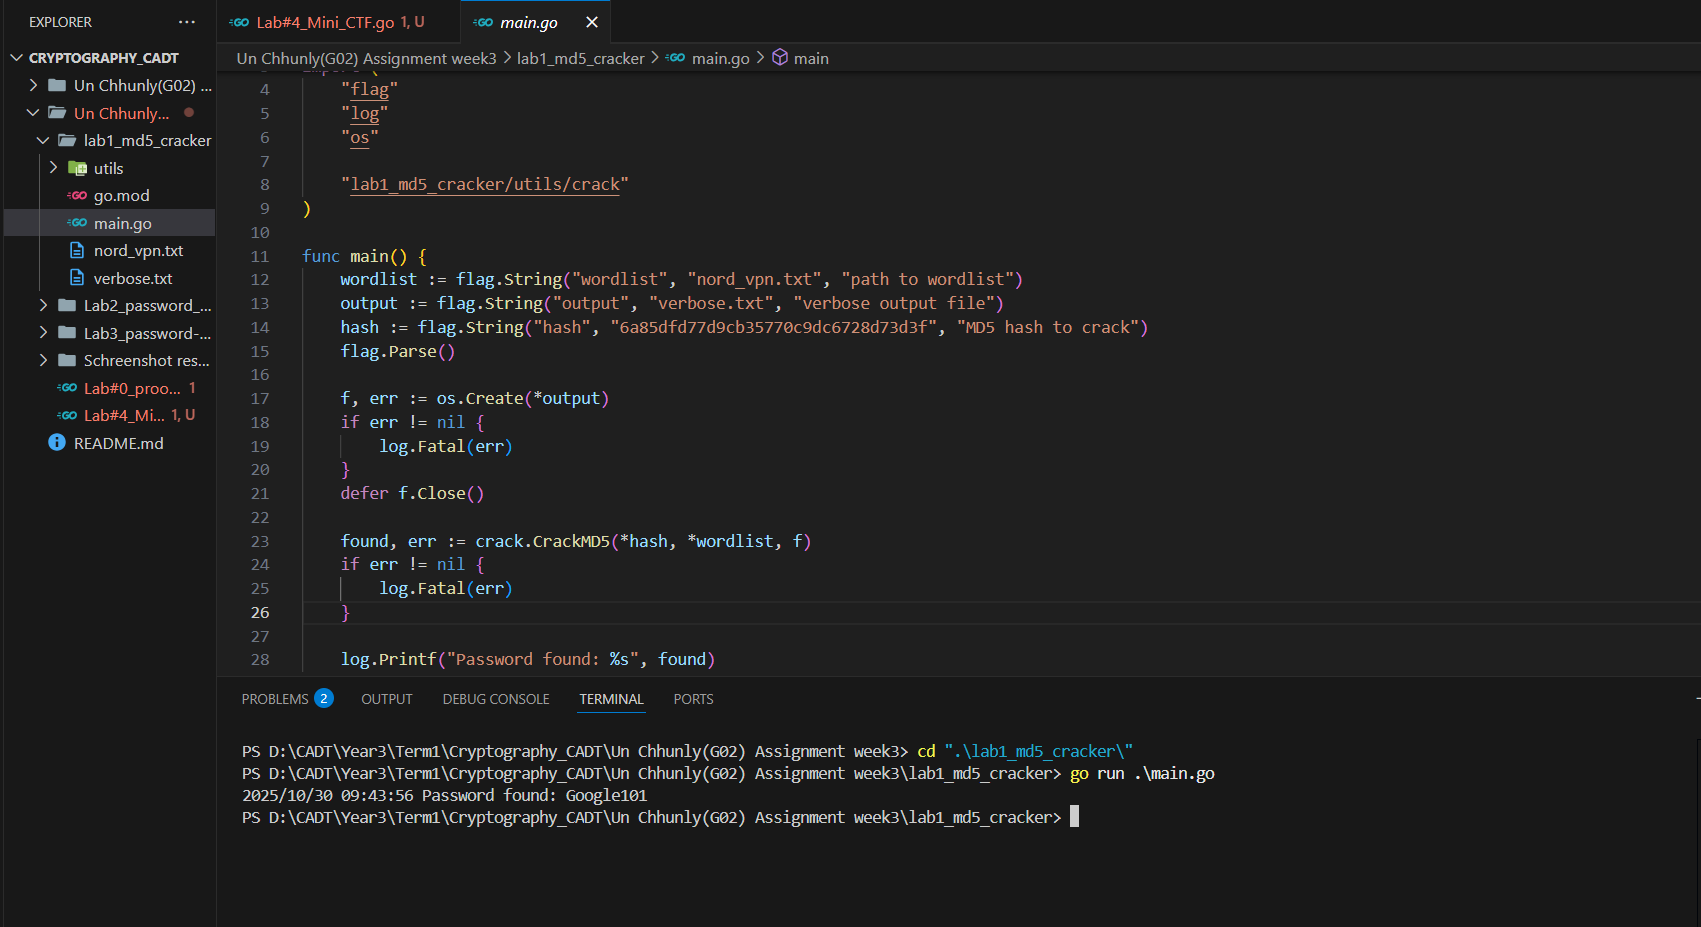 EXPLORER
CRYPTOGRAPHY_CADT
Un Chhunly(G02) ...
Un Chhunly...
lab1_md5_cracker
utils
go.mod
main.go
nord_vpn.txt
verbose.txt
Lab2_password_...
Lab3_password-...
Schreenshot res...
Lab#0_proo... 1
Lab#4_Mi... 1, U
README.md
Lab#4_Mini_CTF.go 1, U
main.go
Un Chhunly(G02) Assignment week3 > lab1_md5_cracker > main.go > main
4 "flag"
5 "log"
6 "os"
7
8 "lab1_md5_cracker/utils/crack"
9 )
10
11 func main() {
12 wordlist := flag.String("wordlist", "nord_vpn.txt", "path to wordlist")
13 output := flag.String("output", "verbose.txt", "verbose output file")
14 hash := flag.String("hash", "6a85dfd77d9cb35770c9dc6728d73d3f", "MD5 hash to crack")
15 flag.Parse()
16
17 f, err := os.Create(*output)
18 if err != nil {
19 log.Fatal(err)
20 }
21 defer f.Close()
22
23 found, err := crack.CrackMD5(*hash, *wordlist, f)
24 if err != nil {
25 log.Fatal(err)
26 }
27
28 log.Printf("Password found: %s", found)
PROBLEMS 2 OUTPUT DEBUG CONSOLE TERMINAL PORTS
PS D:\CADT\Year3\Term1\Cryptography_CADT\Un Chhunly(G02) Assignment week3> cd ".\lab1_md5_cracker\"
PS D:\CADT\Year3\Term1\Cryptography_CADT\Un Chhunly(G02) Assignment week3\lab1_md5_cracker> go run .\main.go
2025/10/30 09:43:56 Password found: Google101
PS D:\CADT\Year3\Term1\Cryptography_CADT\Un Chhunly(G02) Assignment week3\lab1_md5_cracker>